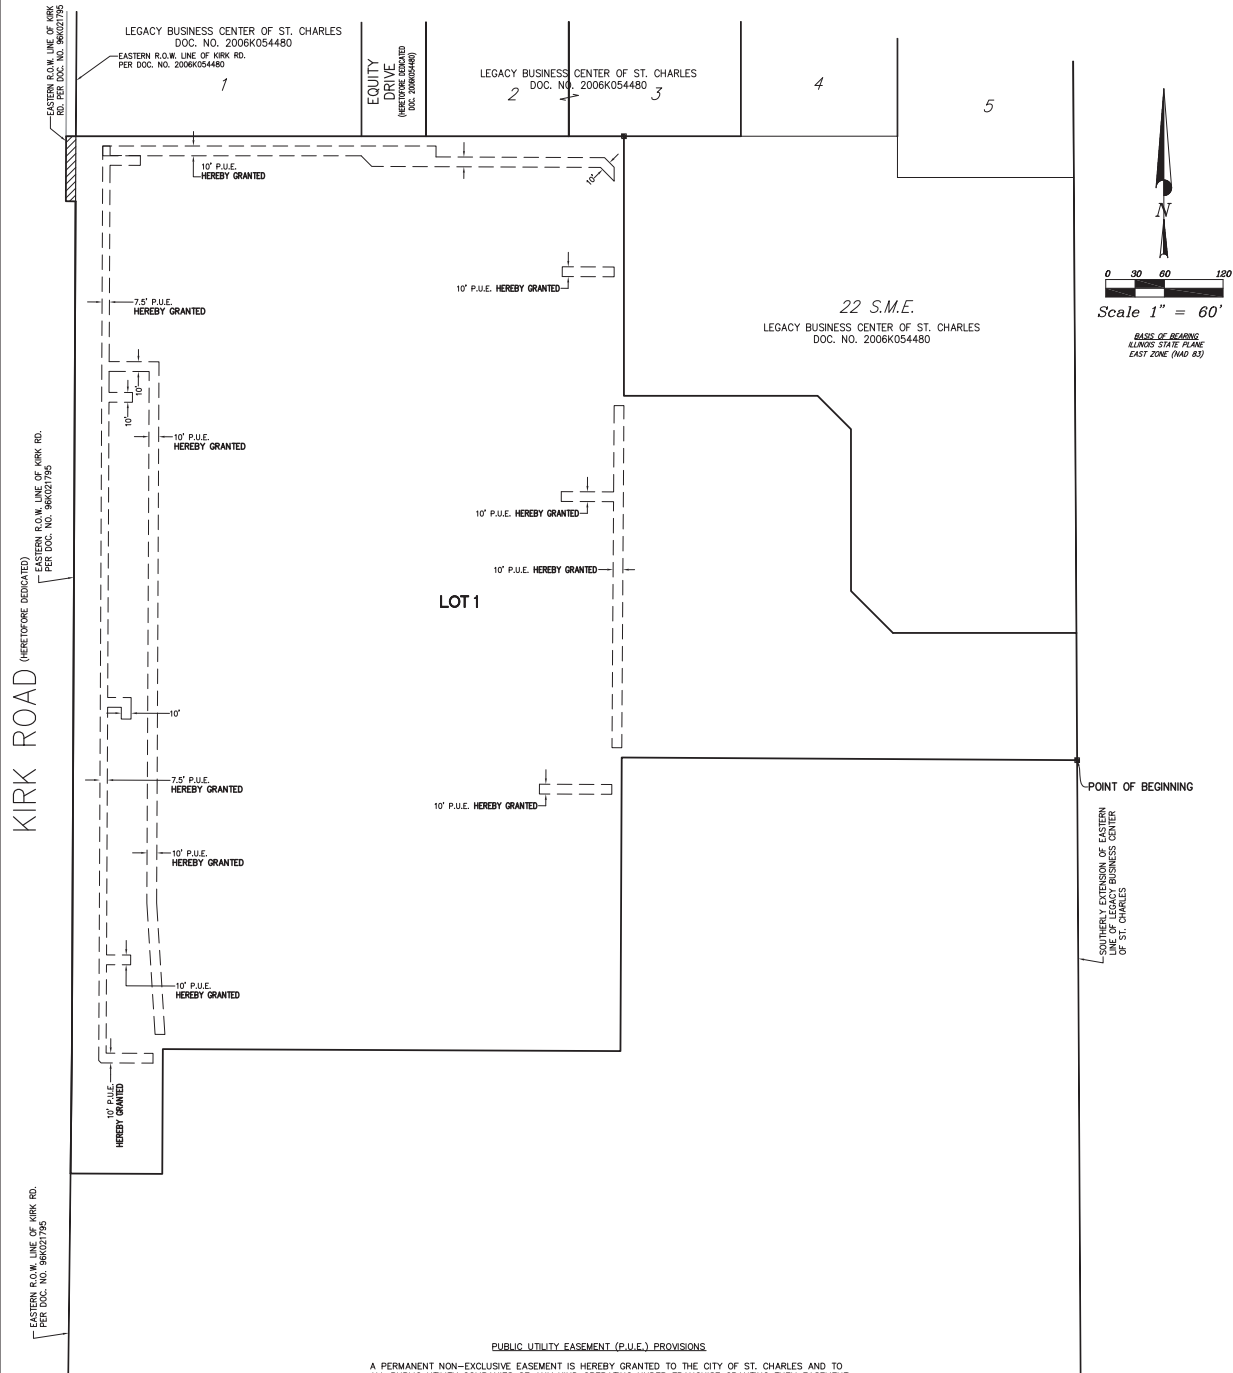 EASTERN R.O.W. LINE OF KIRK
RD. PER DOC. NO. 96K021795
LEGACY BUSINESS CENTER OF ST. CHARLES
DOC. NO. 2006K054480
EASTERN R.O.W. LINE OF KIRK RD.
PER DOC. NO. 2006K054480
1
EQUITY
DRIVE
(HERETOFORE DEDICATED
DOC. 2006K054480)
LEGACY BUSINESS CENTER OF ST. CHARLES
DOC. NO. 2006K054480
2
3
4
5
10' P.U.E.
HEREBY GRANTED
10'
N
0 30 60 120
Scale 1" = 60'
BASIS OF BEARING
ILLINOIS STATE PLANE
EAST ZONE (NAD 83)
10' P.U.E. HEREBY GRANTED
7.5' P.U.E.
HEREBY GRANTED
22 S.M.E.
LEGACY BUSINESS CENTER OF ST. CHARLES
DOC. NO. 2006K054480
10'
10'
10' P.U.E.
HEREBY GRANTED
EASTERN R.O.W. LINE OF KIRK RD.
PER DOC. NO. 96K021795
10' P.U.E. HEREBY GRANTED
10' P.U.E. HEREBY GRANTED
LOT 1
KIRK ROAD (HERETOFORE DEDICATED)
10'
7.5' P.U.E.
HEREBY GRANTED
10' P.U.E. HEREBY GRANTED
POINT OF BEGINNING
10' P.U.E.
HEREBY GRANTED
SOUTHERLY EXTENSION OF EASTERN
LINE OF LEGACY BUSINESS CENTER
OF ST. CHARLES
10' P.U.E.
HEREBY GRANTED
10' P.U.E.
HEREBY GRANTED
EASTERN R.O.W. LINE OF KIRK RD.
PER DOC. NO. 96K021795
PUBLIC UTILITY EASEMENT (P.U.E.) PROVISIONS
A PERMANENT NON-EXCLUSIVE EASEMENT IS HEREBY GRANTED TO THE CITY OF ST. CHARLES AND TO